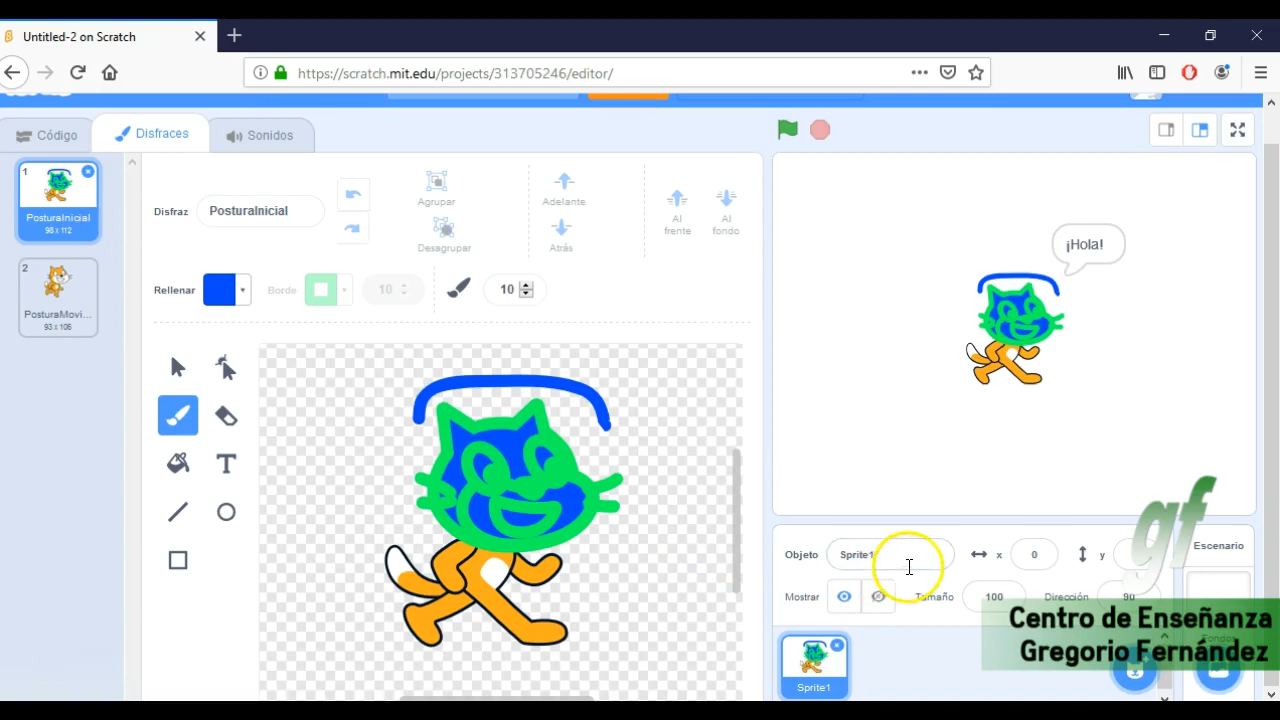 Untitled-2 on Scratch
https://scratch.mit.edu/projects/313705246/editor/
Código
Disfraces
Sonidos
1
PosturaInicial
98 x 112
2
PosturaMovi...
93 x 106
Disfraz
PosturaInicial
Agrupar
Desagrupar
Adelante
Atrás
Al frente
Al fondo
Rellenar
Borde
10
10
¡Hola!
Objeto
Sprite1
x
0
y
Mostrar
Tamaño
100
Dirección
90
Sprite1
Escenario
Fondos
gf
Centro de Enseñanza
Gregorio Fernández